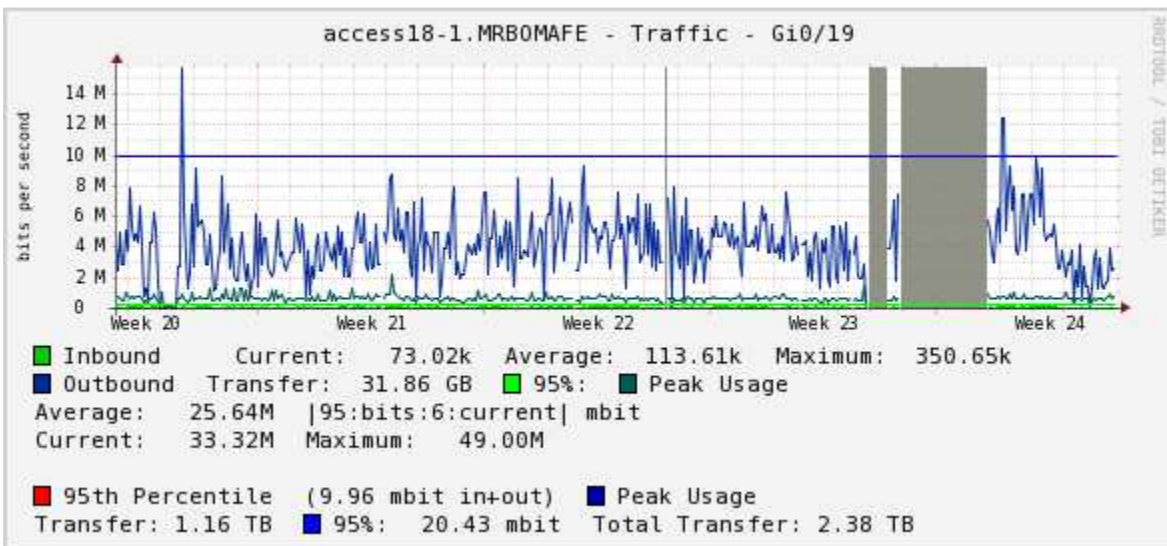 access18-1.MRBOMAFE - Traffic - Gi0/19
RRDTOOL / TOBI OETIKER
bits per second
14 M
12 M
10 M
8 M
6 M
4 M
2 M
0
Week 20 Week 21 Week 22 Week 23 Week 24
Inbound Current: 73.02k Average: 113.61k Maximum: 350.65k
Outbound Transfer: 31.86 GB 95%: Peak Usage
Average: 25.64M |95:bits:6:current| mbit
Current: 33.32M Maximum: 49.00M
95th Percentile (9.96 mbit in+out) Peak Usage
Transfer: 1.16 TB 95%: 20.43 mbit Total Transfer: 2.38 TB